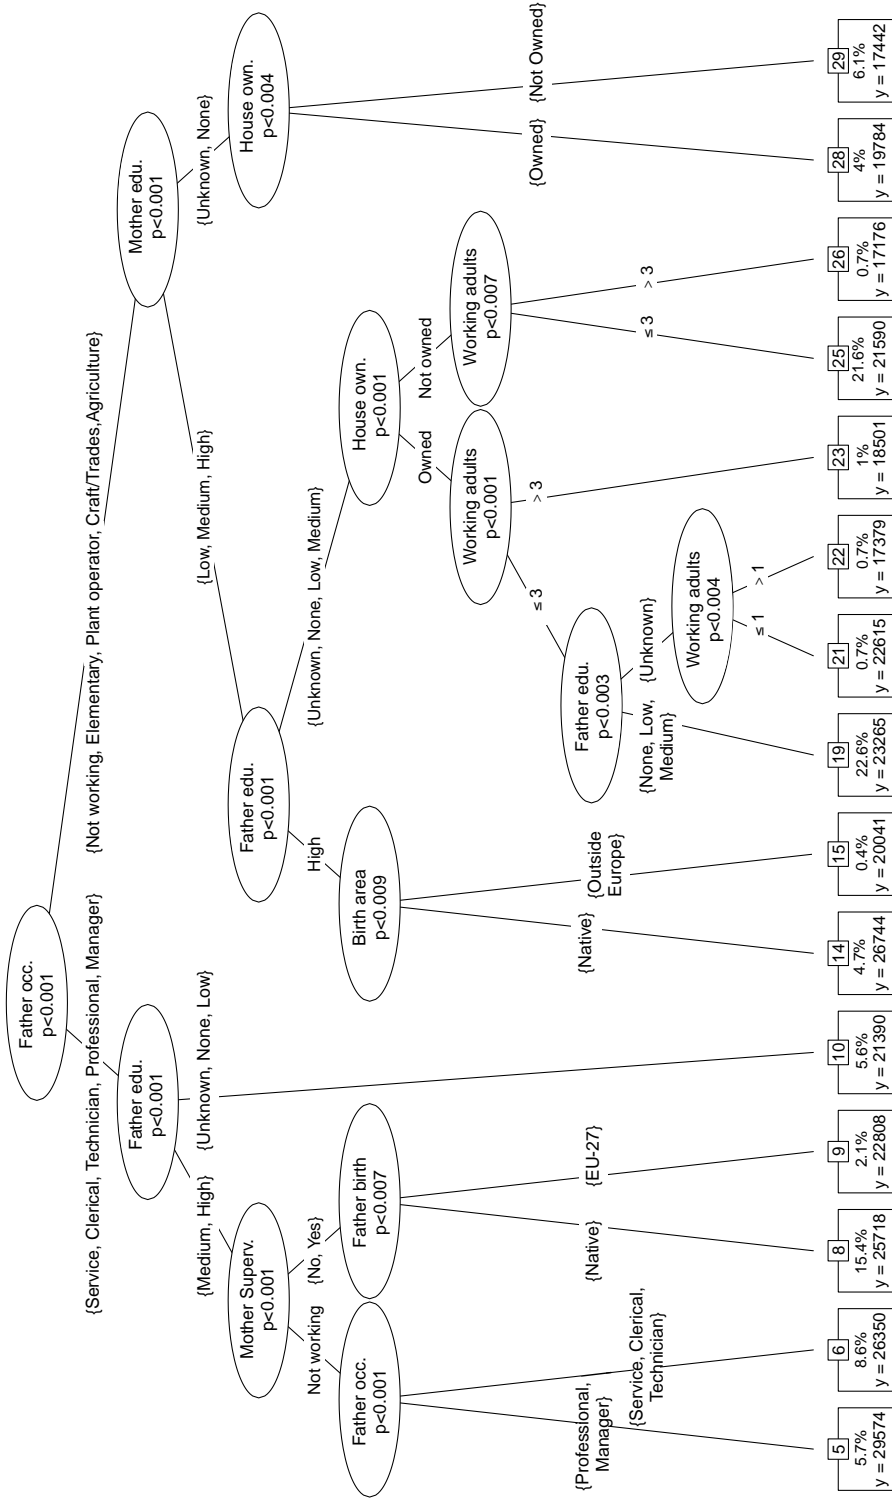 Father occ.
p<0.001
{Service, Clerical, Technician, Professional, Manager}
{Not working, Elementary, Plant operator, Craft/Trades,Agriculture}
Father edu.
p<0.001
{Medium, High}
{Unknown, None, Low}
Mother Superv.
p<0.001
Not working
{No, Yes}
Father occ.
p<0.001
{Professional,
Manager}
{Service, Clerical,
Technician}
Father birth
p<0.007
{Native}
{EU-27}
Mother edu.
p<0.001
{Low, Medium, High}
{Unknown, None}
Father edu.
p<0.001
High
{Unknown, None, Low, Medium}
Birth area
p<0.009
{Native}
{Outside
Europe}
House own.
p<0.001
Owned
Not owned
Working adults
p<0.001
≤ 3
> 3
Father edu.
p<0.003
{None, Low,
Medium}
{Unknown}
Working adults
p<0.004
≤ 1
> 1
Working adults
p<0.007
≤ 3
> 3
House own.
p<0.004
{Owned}
{Not Owned}
5
5.7%
y = 29574
6
8.6%
y = 26350
8
15.4%
y = 25718
9
2.1%
y = 22808
10
5.6%
y = 21390
14
4.7%
y = 26744
15
0.4%
y = 20041
19
22.6%
y = 23265
21
0.7%
y = 22615
22
0.7%
y = 17379
23
1%
y = 18501
25
21.6%
y = 21590
26
0.7%
y = 17176
28
4%
y = 19784
29
6.1%
y = 17442